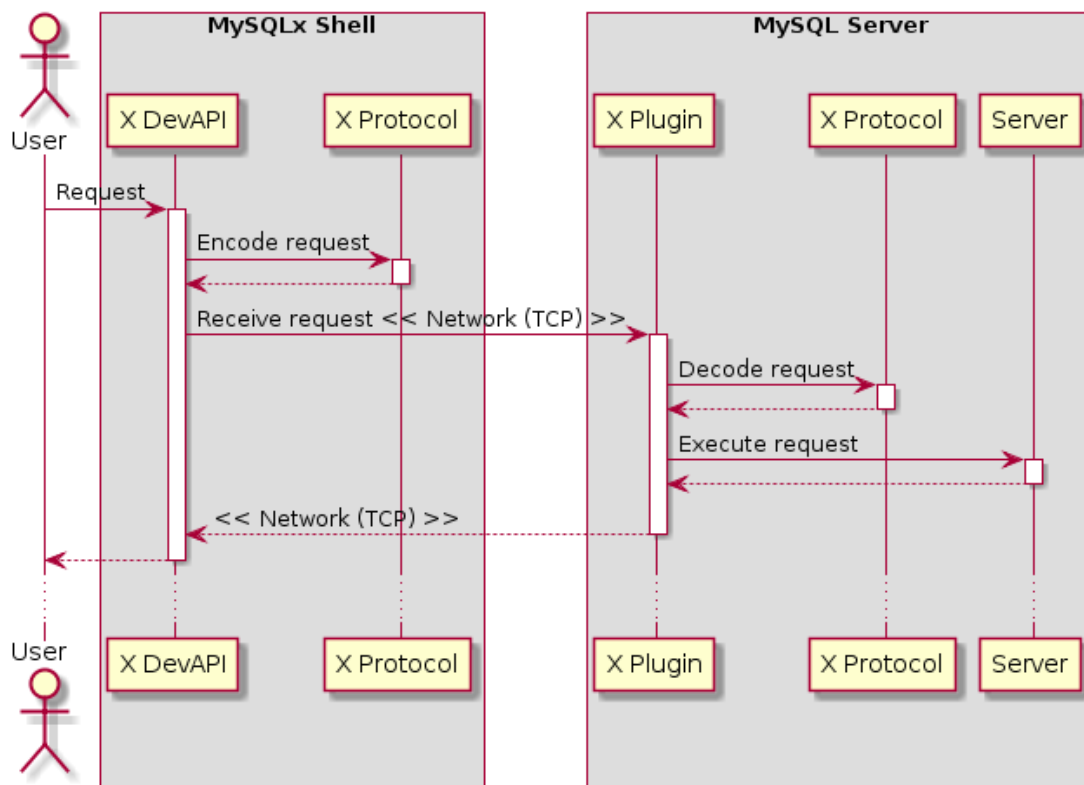 MySQLx Shell
MySQL Server
User
X DevAPI
X Protocol
X Plugin
X Protocol
Server
Request
Encode request
Receive request << Network (TCP) >>
Decode request
Execute request
<< Network (TCP) >>
User
X DevAPI
X Protocol
X Plugin
X Protocol
Server